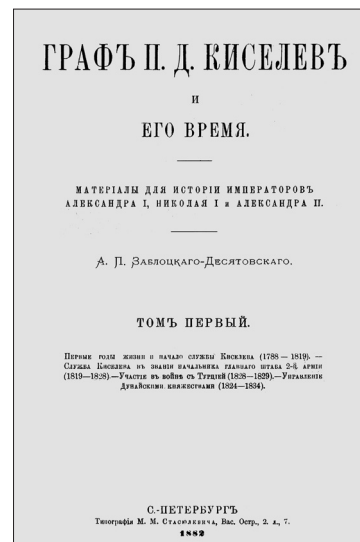 ГРАФЪ П. Д. КИСЕЛЕВЪ
И
ЕГО ВРЕМЯ.
МАТЕРІАЛЫ ДЛЯ ИСТОРІИ ИМПЕРАТОРОВЪ
АЛЕКСАНДРА I, НИКОЛАЯ I и АЛЕКСАНДРА II.
А. П. Заблоцкаго-Десятовскаго.
ТОМЪ ПЕРВЫЙ.
Первые годы жизни и начало службы Киселева (1788—1819). —
Служба Киселева въ званіи начальника главнаго штаба 2-й арміи
(1819—1828).—Участіе въ войнѣ съ Турціей (1828—1829).—Управленіе
Дунайскими княжествами (1824—1834).
С.-ПЕТЕРБУРГЪ
Типографія М. М. Стасюлевича, Вас. Остр., 2 л., 7.
1882